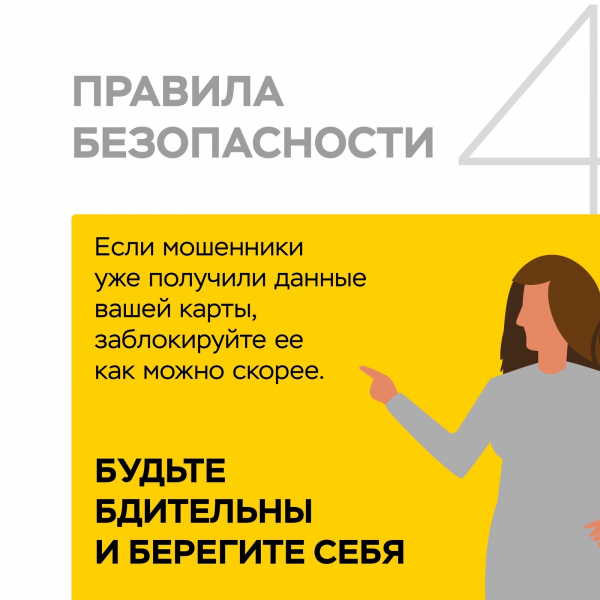 4
ПРАВИЛА
БЕЗОПАСНОСТИ
Если мошенники
уже получили данные
вашей карты,
заблокируйте ее
как можно скорее.
БУДЬТЕ
БДИТЕЛЬНЫ
И БЕРЕГИТЕ СЕБЯ